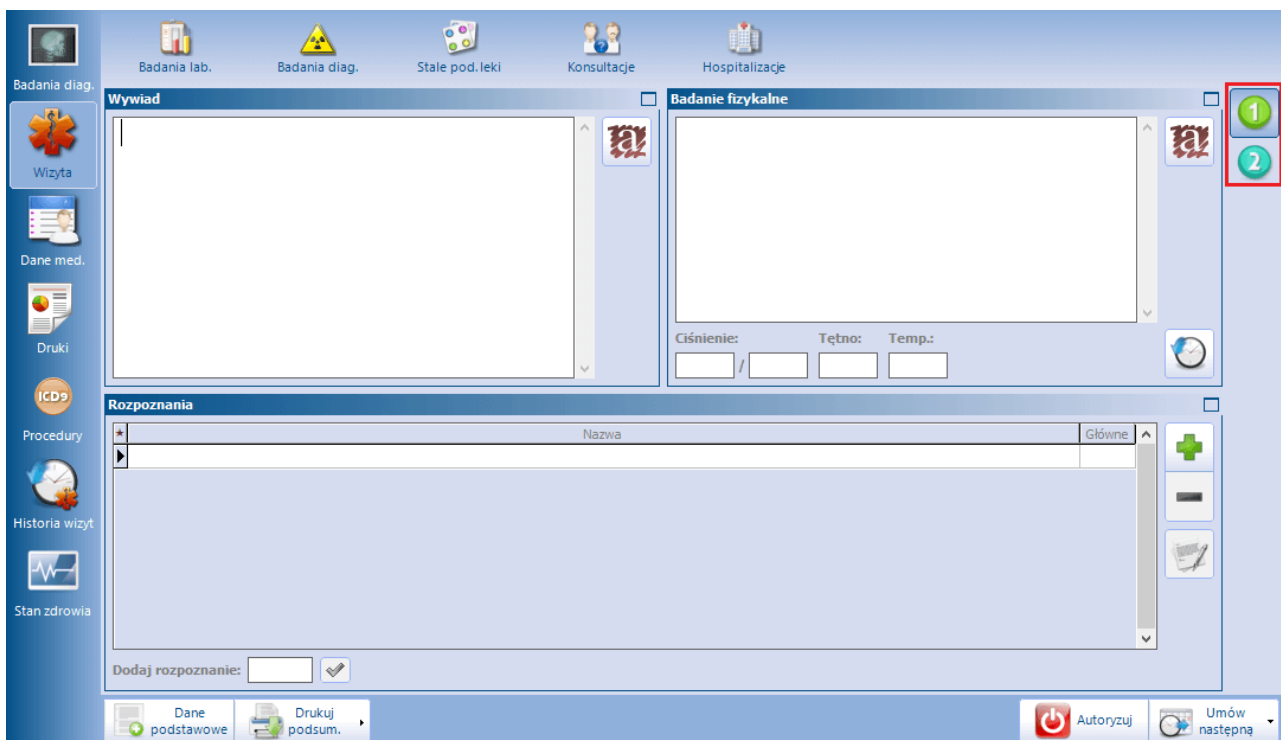 Badania diag.
Wizyta
Dane med.
Druki
ICD9
Procedury
Historia wizyt
Stan zdrowia
Badania lab.
Badania diag.
Stale pod. leki
Konsultacje
Hospitalizacje
Wywiad
a
Badanie fizykalne
a
Ciśnienie:
/
Tętno:
Temp.:
1
2
Rozpoznania
Nazwa
Główne
Dodaj rozpoznanie:
Dane
podstawowe
Drukuj
podsum.
Autoryzuj
Umów
następną